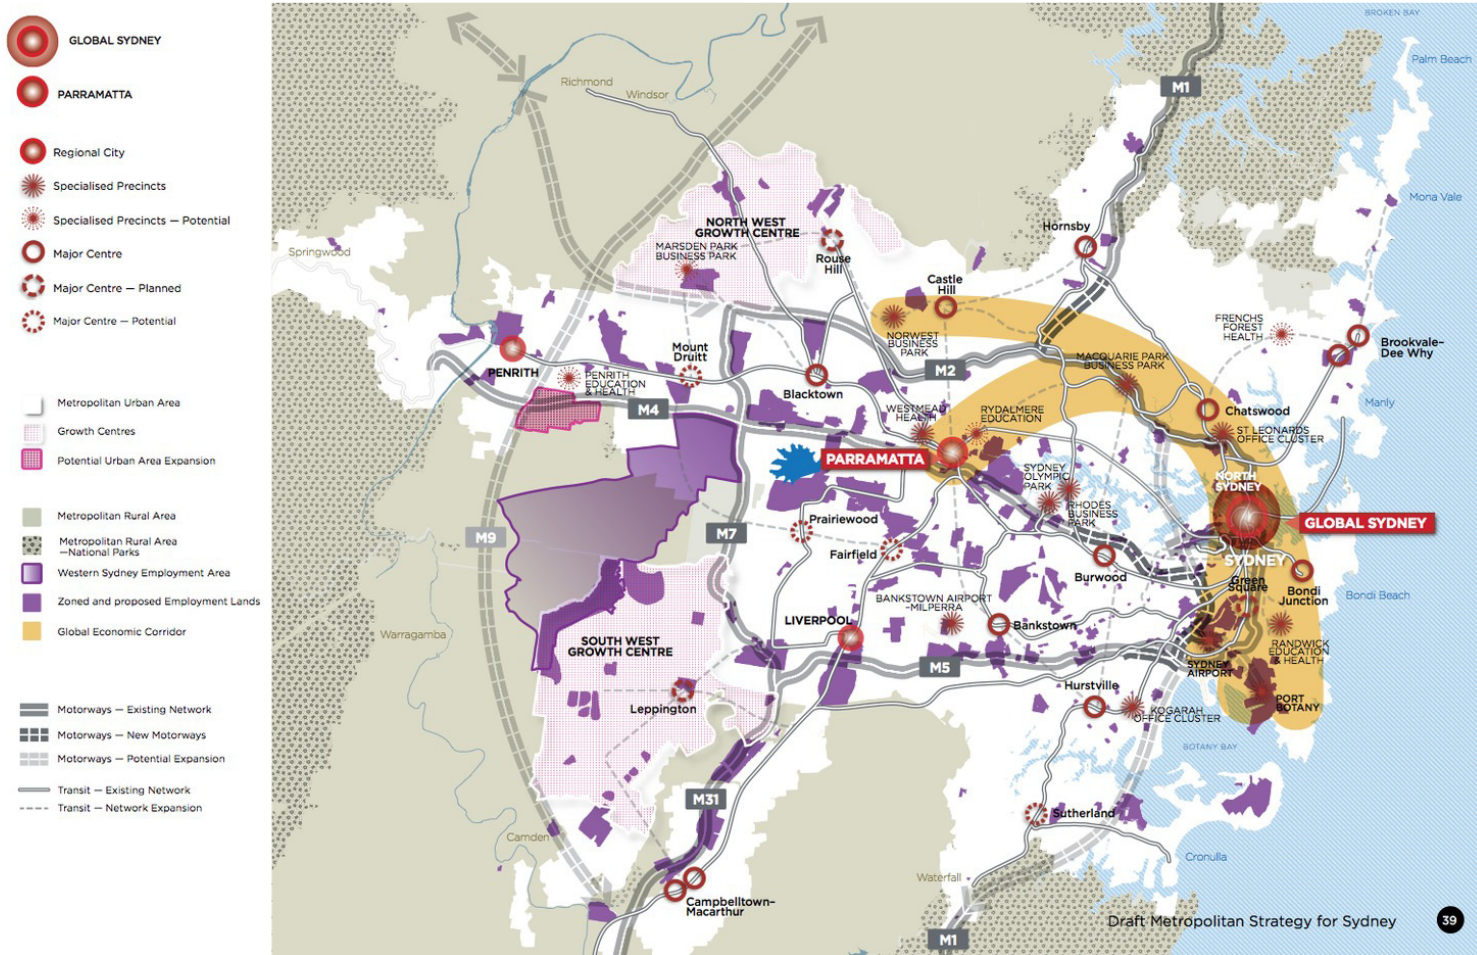 GLOBAL SYDNEY
PARRAMATTA
Regional City
Specialised Precincts
Specialised Precincts — Potential
Major Centre
Major Centre — Planned
Major Centre — Potential
Metropolitan Urban Area
Growth Centres
Potential Urban Area Expansion
Metropolitan Rural Area
Metropolitan Rural Area
—National Parks
Western Sydney Employment Area
Zoned and proposed Employment Lands
Global Economic Corridor
Motorways — Existing Network
Motorways — New Motorways
Motorways — Potential Expansion
Transit — Existing Network
Transit — Network Expansion
BROKEN BAY
Palm Beach
M1
Richmond
Windsor
Mona Vale
Springwood
NORTH WEST
GROWTH CENTRE
MARSDEN PARK
BUSINESS PARK
Rouse
Hill
Hornsby
Castle
Hill
NORWEST
BUSINESS
PARK
FRENCHS
FOREST
HEALTH
Brookvale–
Dee Why
PENRITH
PENRITH
EDUCATION
& HEALTH
Mount
Druitt
Blacktown
M2
MACQUARIE PARK
BUSINESS PARK
Manly
M4
WESTMEAD
HEALTH
RYDALMERE
EDUCATION
Chatswood
ST LEONARDS
OFFICE CLUSTER
PARRAMATTA
SYDNEY
OLYMPIC
PARK
RHODES
BUSINESS
PARK
NORTH
SYDNEY
GLOBAL SYDNEY
SYDNEY
M9
M7
Prairiewood
Fairfield
Burwood
Green
Square
Bondi
Junction
Bondi Beach
BANKSTOWN AIRPORT
–MILPERRA
LIVERPOOL
Bankstown
RANDWICK
EDUCATION
& HEALTH
Warragamba
SOUTH WEST
GROWTH CENTRE
M5
SYDNEY
AIRPORT
Leppington
Hurstville
KOGARAH
OFFICE CLUSTER
PORT
BOTANY
BOTANY BAY
M31
Sutherland
Camden
Cronulla
Waterfall
Campbelltown–
Macarthur
M1
Draft Metropolitan Strategy for Sydney
39